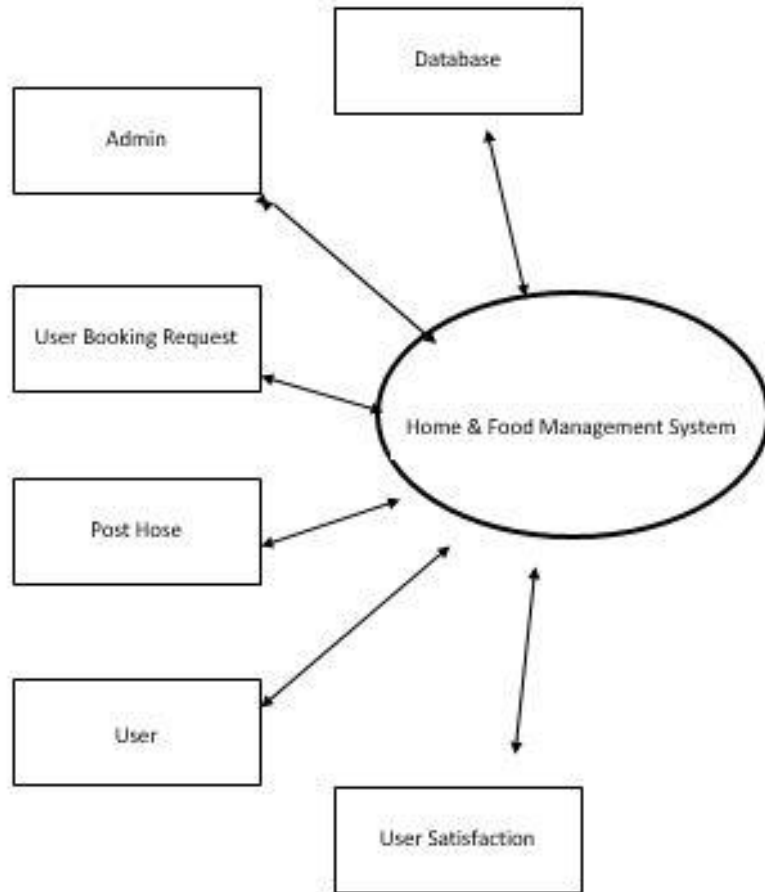 Database
Admin
User Booking Request
Home & Food Management System
Post Hose
User
User Satisfaction